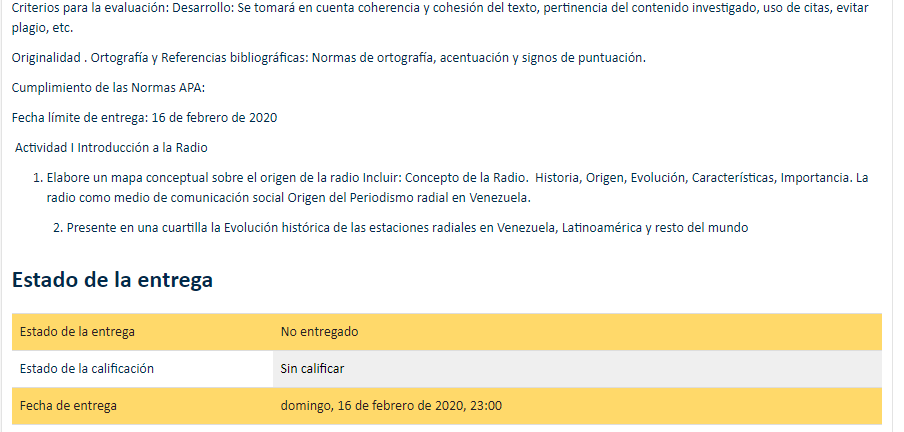 Criterios para la evaluación: Desarrollo: Se tomará en cuenta coherencia y cohesión del texto, pertinencia del contenido investigado, uso de citas, evitar
plagio, etc.
Originalidad . Ortografía y Referencias bibliográficas: Normas de ortografía, acentuación y signos de puntuación.
Cumplimiento de las Normas APA:
Fecha límite de entrega: 16 de febrero de 2020
Actividad I Introducción a la Radio
1. Elabore un mapa conceptual sobre el origen de la radio Incluir: Concepto de la Radio. Historia, Origen, Evolución, Características, Importancia. La
radio como medio de comunicación social Origen del Periodismo radial en Venezuela.
2. Presente en una cuartilla la Evolución histórica de las estaciones radiales en Venezuela, Latinoamérica y resto del mundo
Estado de la entrega
Estado de la entrega No entregado
Estado de la calificación Sin calificar
Fecha de entrega domingo, 16 de febrero de 2020, 23:00